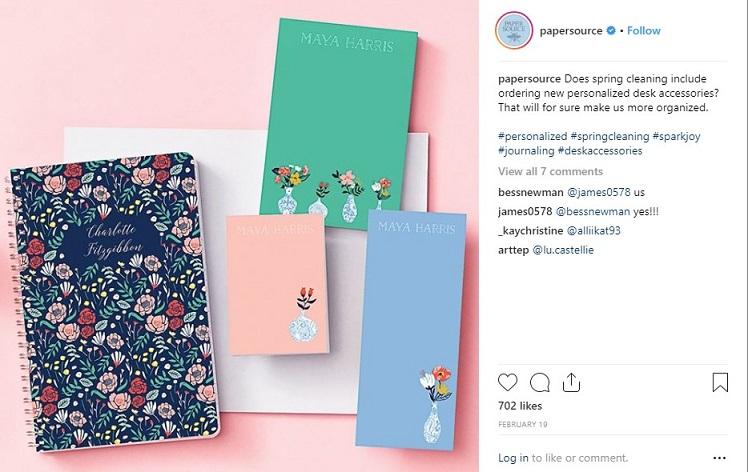 MAYA HARRIS
Charlotte
Fitzgibbon
MAYA HARRIS
MAYA HARRIS
PAPER
SOURCE
papersource • Follow
papersource Does spring cleaning include
ordering new personalized desk accessories?
That will for sure make us more organized.
#personalized #springcleaning #sparkjoy
#journaling #deskaccessories
View all 7 comments
bessnewman @james0578 us
james0578 @bessnewman yes!!!
_kaychristine @alliikat93
arttep @lu.castellie
702 likes
FEBRUARY 19
Log in to like or comment.